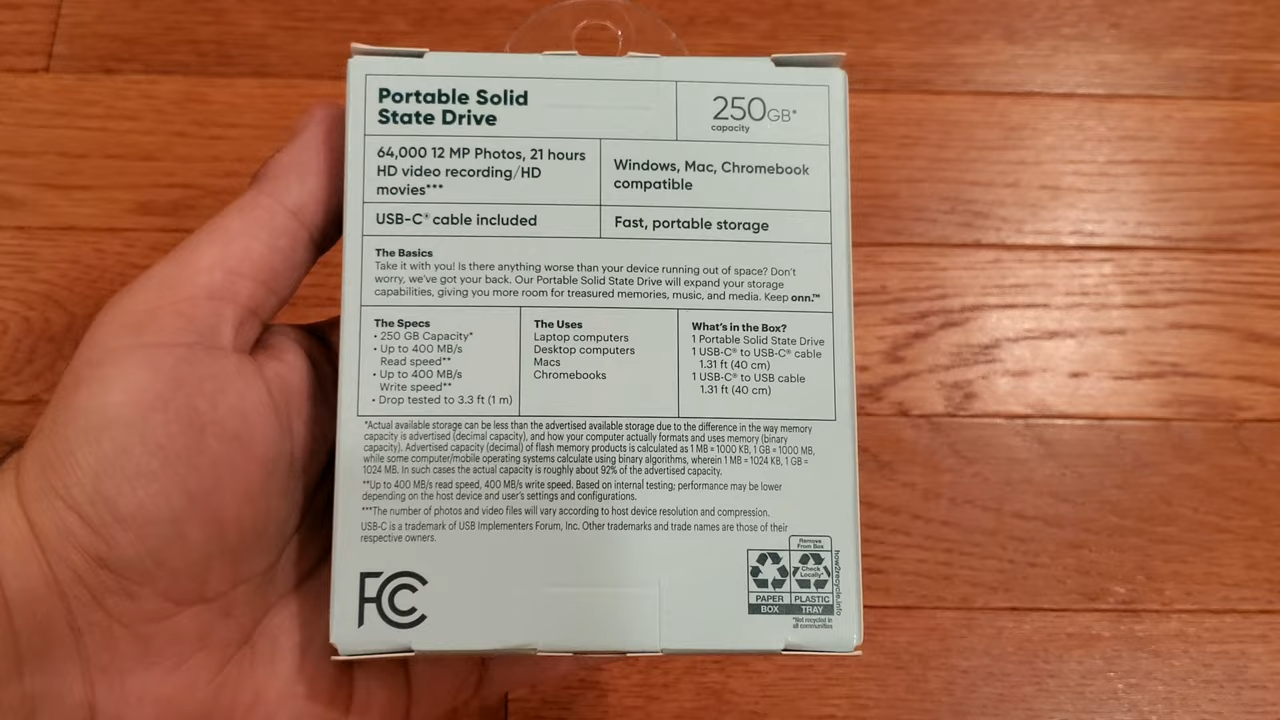 Portable Solid
State Drive
250GB*
capacity
64,000 12 MP Photos, 21 hours
HD video recording/HD
movies***
Windows, Mac, Chromebook
compatible
USB-C® cable included
Fast, portable storage
The Basics
Take it with you! Is there anything worse than your device running out of space? Don't
worry, we've got your back. Our Portable Solid State Drive will expand your storage
capabilities, giving you more room for treasured memories, music, and media. Keep onn.™
The Specs
• 250 GB Capacity*
• Up to 400 MB/s
Read speed**
• Up to 400 MB/s
Write speed**
• Drop tested to 3.3 ft (1 m)
The Uses
Laptop computers
Desktop computers
Macs
Chromebooks
What's in the Box?
1 Portable Solid State Drive
1 USB-C® to USB-C® cable
1.31 ft (40 cm)
1 USB-C® to USB cable
1.31 ft (40 cm)
*Actual available storage can be less than the advertised available storage due to the difference in the way memory
capacity is advertised (decimal capacity), and how your computer actually formats and uses memory (binary
capacity). Advertised capacity (decimal) of flash memory products is calculated as 1 MB = 1000 KB, 1 GB = 1000 MB,
while some computer/mobile operating systems calculate using binary algorithms, wherein 1 MB = 1024 KB, 1 GB =
1024 MB. In such cases the actual capacity is roughly about 92% of the advertised capacity.
**Up to 400 MB/s read speed, 400 MB/s write speed. Based on internal testing; performance may be lower
depending on the host device and user's settings and configurations.
***The number of photos and video files will vary according to host device resolution and compression.
USB-C is a trademark of USB Implementers Forum, Inc. Other trademarks and trade names are those of their
respective owners.
FC
Remove
From Box
Check
Locally*
PAPER
BOX
PLASTIC
TRAY
*Not recycled in
all communities
how2recycle.info